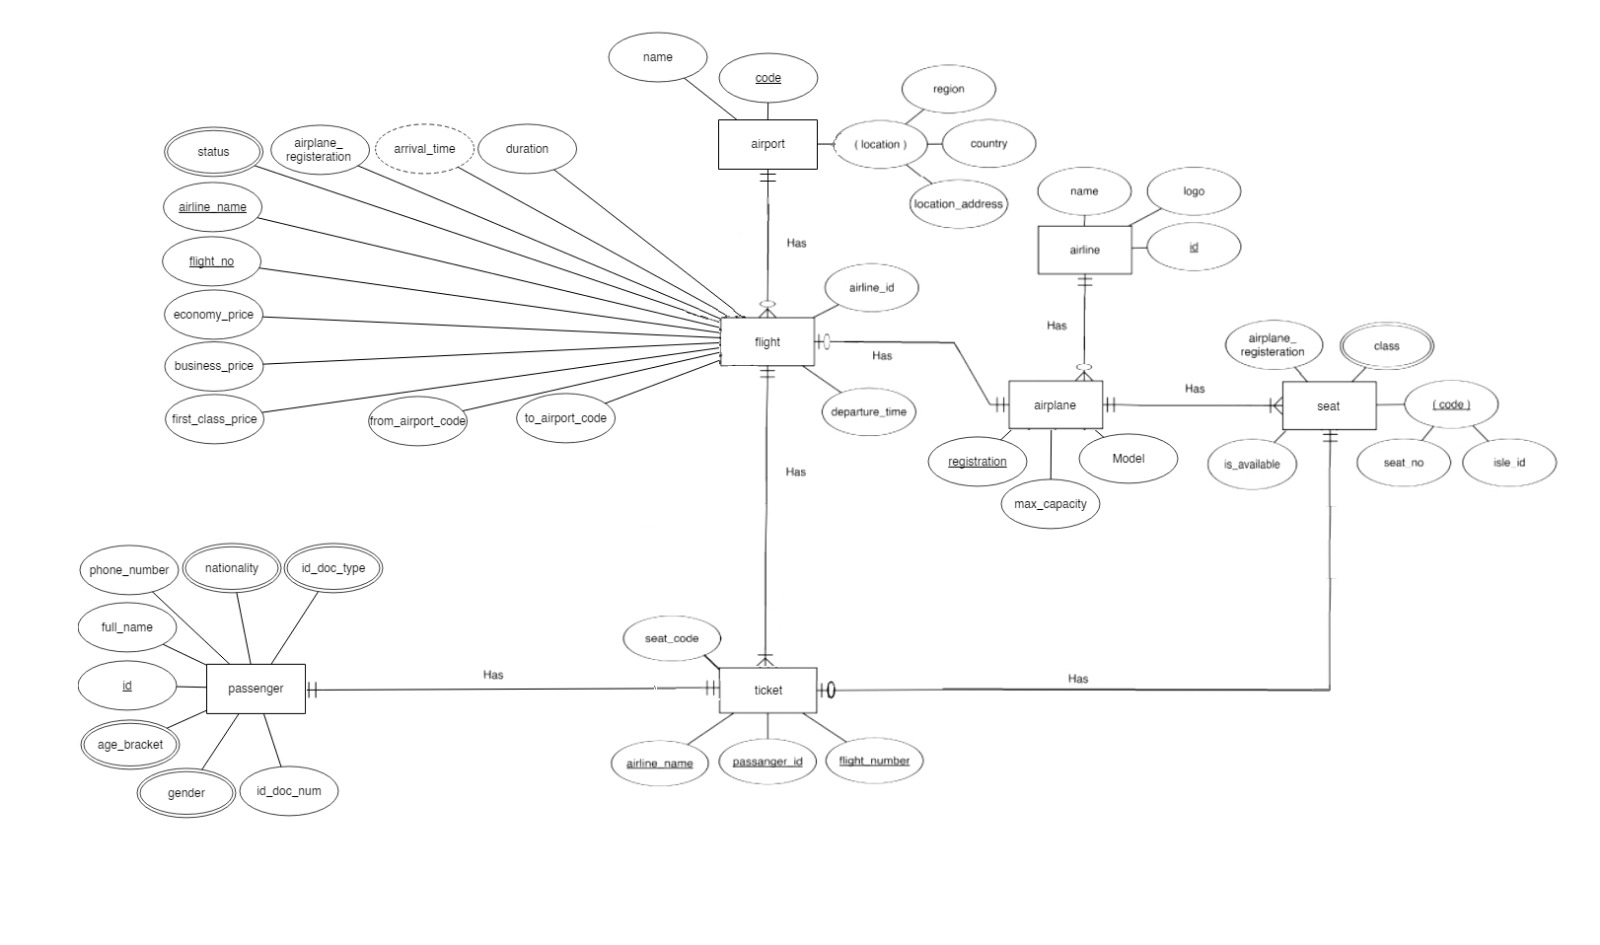 name
code
region
airport
( location )
country
location_address
status
airplane_
registeration
arrival_time
duration
airline_name
flight_no
economy_price
business_price
first_class_price
from_airport_code
to_airport_code
Has
name
logo
airline
id
airline_id
flight
Has
departure_time
Has
airplane
registration
max_capacity
Model
Has
airplane_
registeration
class
seat
( code )
is_available
seat_no
isle_id
Has
phone_number
nationality
id_doc_type
full_name
id
passenger
age_bracket
gender
id_doc_num
Has
seat_code
ticket
Has
airline_name
passanger_id
flight_number